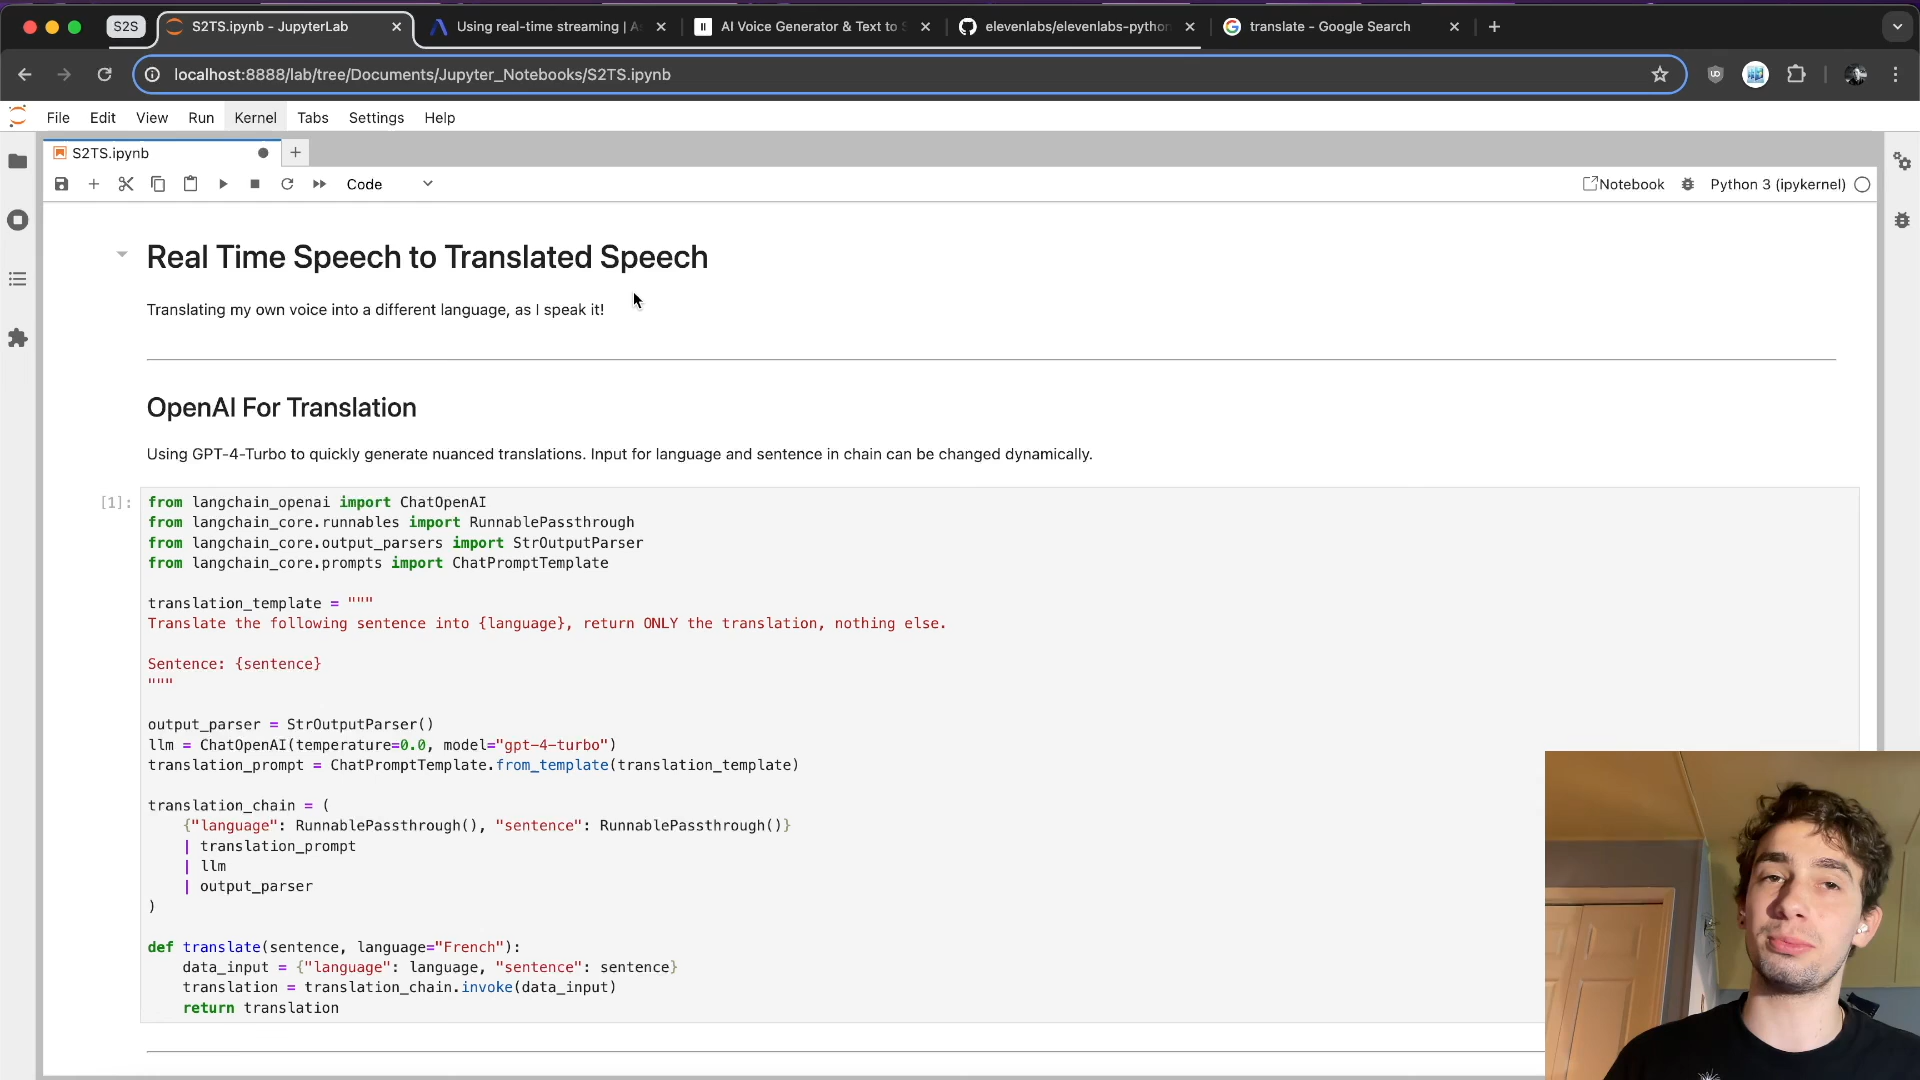 S2S
S2TS.ipynb - JupyterLab
Using real-time streaming | A
AI Voice Generator & Text to S
elevenlabs/elevenlabs-python
translate - Google Search
localhost:8888/lab/tree/Documents/Jupyter_Notebooks/S2TS.ipynb
File Edit View Run Kernel Tabs Settings Help
S2TS.ipynb
Code
Notebook
Python 3 (ipykernel)
Real Time Speech to Translated Speech
Translating my own voice into a different language, as I speak it!
OpenAI For Translation
Using GPT-4-Turbo to quickly generate nuanced translations. Input for language and sentence in chain can be changed dynamically.
[1]:
from langchain_openai import ChatOpenAI
from langchain_core.runnables import RunnablePassthrough
from langchain_core.output_parsers import StrOutputParser
from langchain_core.prompts import ChatPromptTemplate
translation_template = """
Translate the following sentence into {language}, return ONLY the translation, nothing else.
Sentence: {sentence}
"""
output_parser = StrOutputParser()
llm = ChatOpenAI(temperature=0.0, model="gpt-4-turbo")
translation_prompt = ChatPromptTemplate.from_template(translation_template)
translation_chain = (
    {"language": RunnablePassthrough(), "sentence": RunnablePassthrough()}
    | translation_prompt
    | llm
    | output_parser
)
def translate(sentence, language="French"):
    data_input = {"language": language, "sentence": sentence}
    translation = translation_chain.invoke(data_input)
    return translation